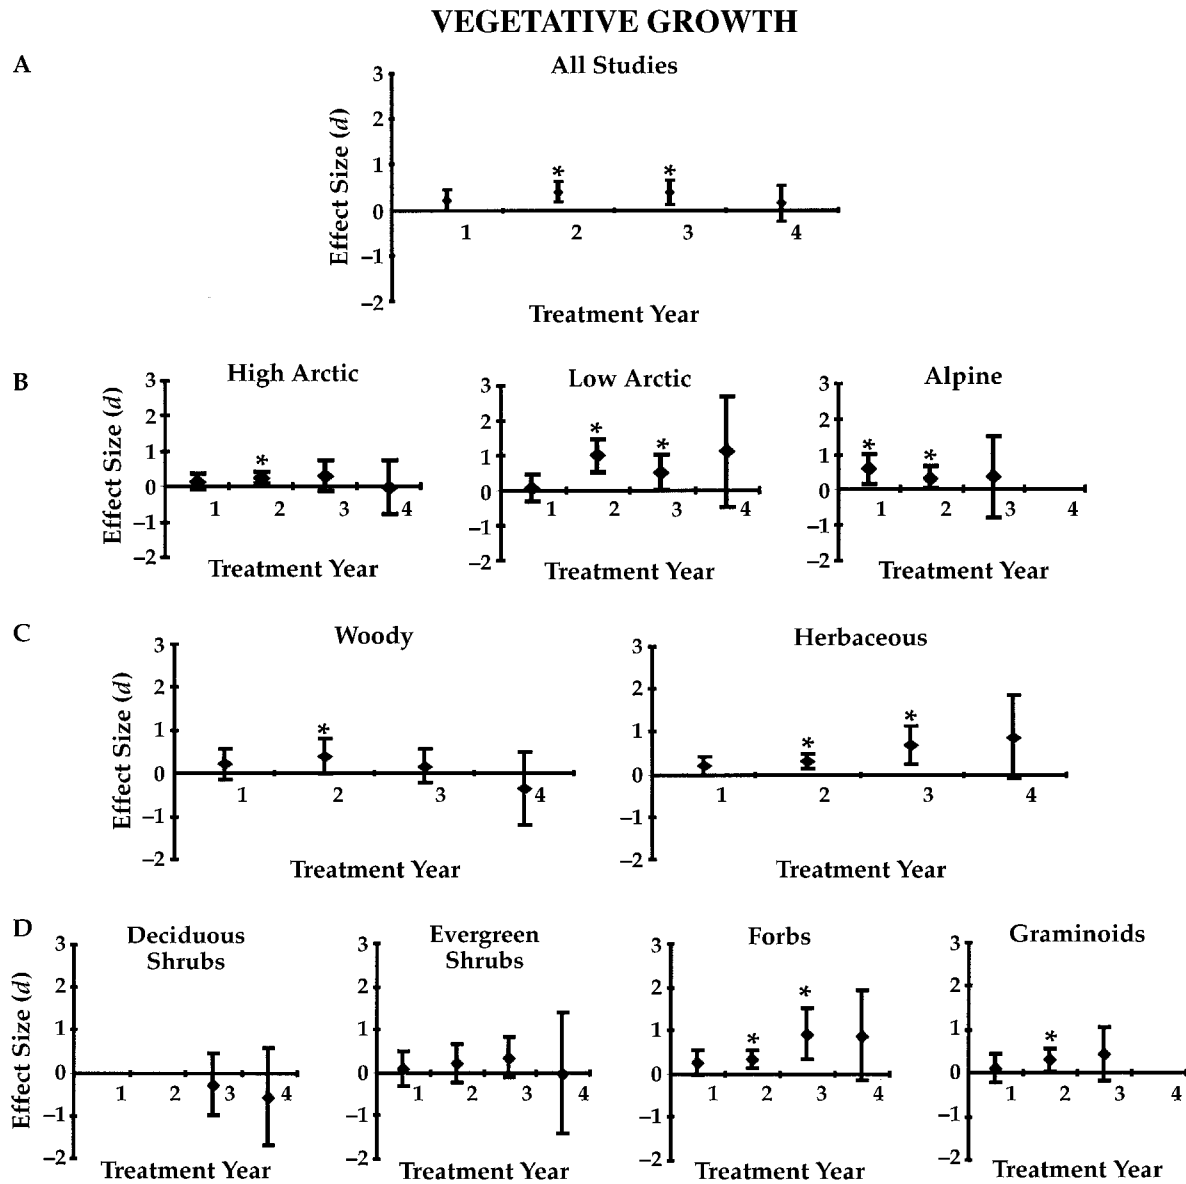 VEGETATIVE GROWTH
A
All Studies
Effect Size (d)
3
2
1
0
–1
–2
*
*
1 2 3 4
Treatment Year
B
High Arctic
Effect Size (d)
3
2
1
0
–1
–2
*
1 2 3 4
Treatment Year
Low Arctic
3
2
1
0
–1
–2
*
*
1 2 3 4
Treatment Year
Alpine
3
2
1
0
–1
–2
*
*
1 2 3 4
Treatment Year
C
Woody
Effect Size (d)
3
2
1
0
–1
–2
*
1 2 3 4
Treatment Year
Herbaceous
3
2
1
0
–1
–2
*
*
1 2 3 4
Treatment Year
D
Deciduous
Shrubs
Effect Size (d)
3
2
1
0
–1
–2
1 2 3 4
Treatment Year
Evergreen
Shrubs
3
2
1
0
–1
–2
1 2 3 4
Treatment Year
Forbs
3
2
1
0
–1
–2
*
*
1 2 3 4
Treatment Year
Graminoids
3
2
1
0
–1
–2
*
1 2 3 4
Treatment Year